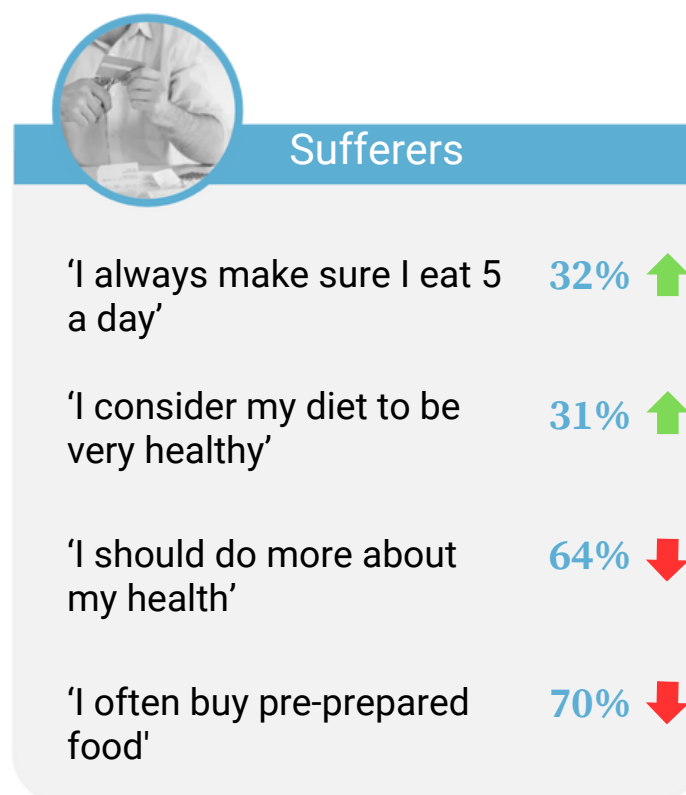 Sufferers
‘I always make sure I eat 5
a day’
32%
‘I consider my diet to be
very healthy’
31%
‘I should do more about
my health’
64%
‘I often buy pre-prepared
food'
70%